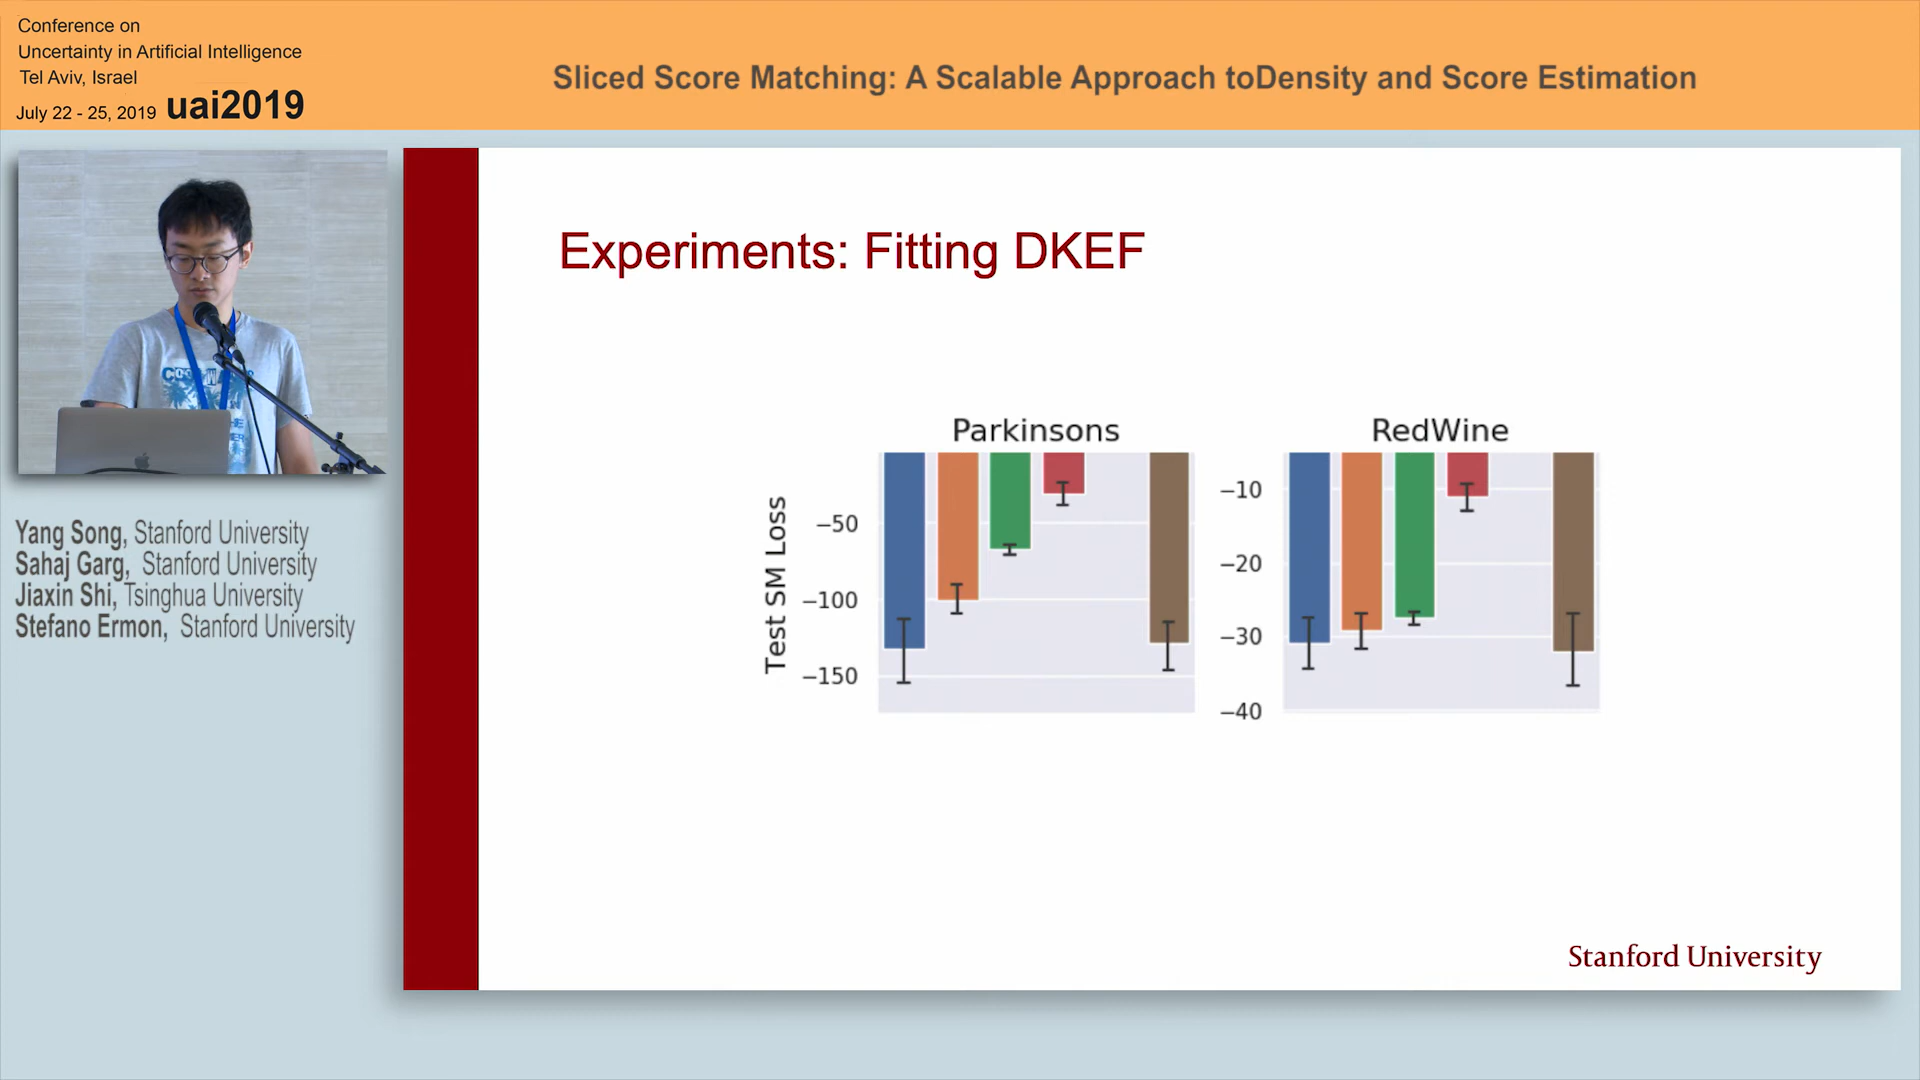 Conference on
Uncertainty in Artificial Intelligence
Tel Aviv, Israel
July 22 - 25, 2019 uai2019
Sliced Score Matching: A Scalable Approach toDensity and Score Estimation
Yang Song, Stanford University
Sahaj Garg, Stanford University
Jiaxin Shi, Tsinghua University
Stefano Ermon, Stanford University
Experiments: Fitting DKEF
Parkinsons
Test SM Loss
−50
−100
−150
RedWine
−10
−20
−30
−40
Stanford University